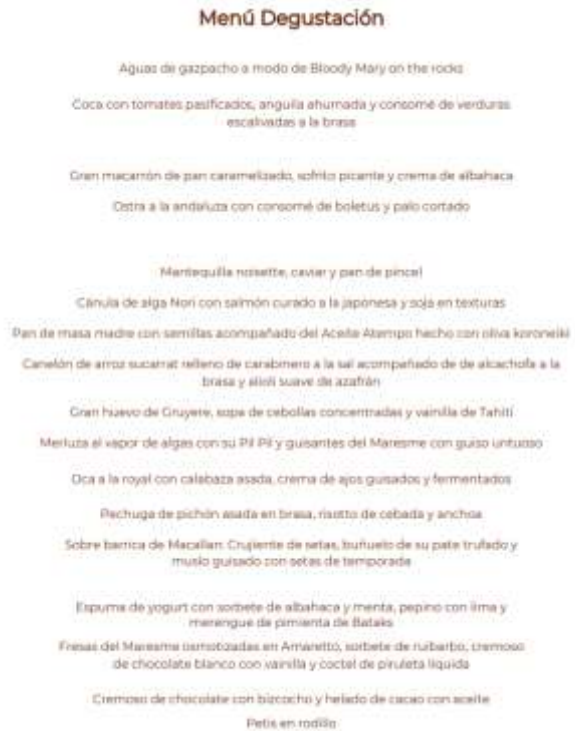 Menú Degustación
Aguas de gazpacho a modo de Bloody Mary on the rocks
Coca con tomates pasificados, anguila ahumada y consomé de verduras
escalivadas a la brasa
Gran macarrón de pan caramelizado, sofrito picante y crema de albahaca
Ostra a la andaluza con consomé de boletus y palo cortado
Mantequilla noisette, caviar y pan de pincel
Cánula de alga Nori con salmón curado a la japonesa y soja en texturas
Pan de masa madre con semillas acompañado del Aceite Atempo hecho con oliva koroneiki
Canelón de arroz socarrat relleno de carabinero a la sal acompañado de de alcachofa a la
brasa y alioli suave de azafrán
Gran huevo de Gruyere, sopa de cebollas concentradas y vainilla de Tahití
Merluza al vapor de algas con su Pil Pil y guisantes del Maresme con guiso untuoso
Oca a la royal con calabaza asada, crema de ajos guisados y fermentados
Pechuga de pichón asada en brasa, risotto de cebada y anchoa
Sobre barrica de Macallan: Crujiente de setas, buñuelo de su pate trufado y
muslo guisado con setas de temporada
Espuma de yogurt con sorbete de albahaca y menta, pepino con lima y
merengue de pimienta de Bataks
Fresas del Maresme osmotizadas en Amaretto, sorbete de ruibarbo, cremoso
de chocolate blanco con vainilla y coctel de piruleta líquida
Cremoso de chocolate con bizcocho y helado de cacao con aceite
Petis en rodillo